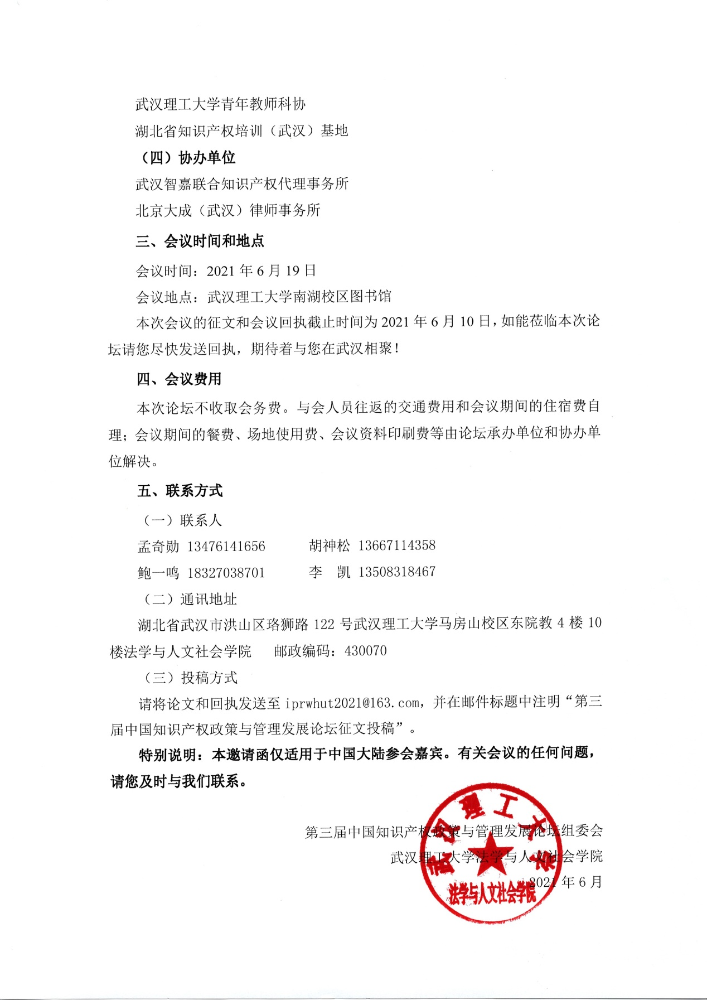 武汉理工大学青年教师科协
湖北省知识产权培训（武汉）基地
（四）协办单位
武汉智嘉联合知识产权代理事务所
北京大成（武汉）律师事务所
三、会议时间和地点
会议时间：2021 年 6 月 19 日
会议地点：武汉理工大学南湖校区图书馆
本次会议的征文和会议回执截止时间为 2021 年 6 月 10 日，如能莅临本次论
坛请您尽快发送回执，期待着与您在武汉相聚！
四、会议费用
本次论坛不收取会务费。与会人员往返的交通费用和会议期间的住宿费自
理；会议期间的餐费、场地使用费、会议资料印刷费等由论坛承办单位和协办单
位解决。
五、联系方式
（一）联系人
孟奇勋 13476141656 胡神松 13667114358
鲍一鸣 18327038701 李 凯 13508318467
（二）通讯地址
湖北省武汉市洪山区珞狮路 122 号武汉理工大学马房山校区东院教 4 楼 10
楼法学与人文社会学院 邮政编码：430070
（三）投稿方式
请将论文和回执发送至 iprwhut2021@163.com，并在邮件标题中注明“第三
届中国知识产权政策与管理发展论坛征文投稿”。
特别说明：本邀请函仅适用于中国大陆参会嘉宾。有关会议的任何问题，
请您及时与我们联系。
第三届中国知识产权政策与管理发展论坛组委会
武汉理工大学法学与人文社会学院
2021 年 6 月
武汉理工大学
法学与人文社会学院